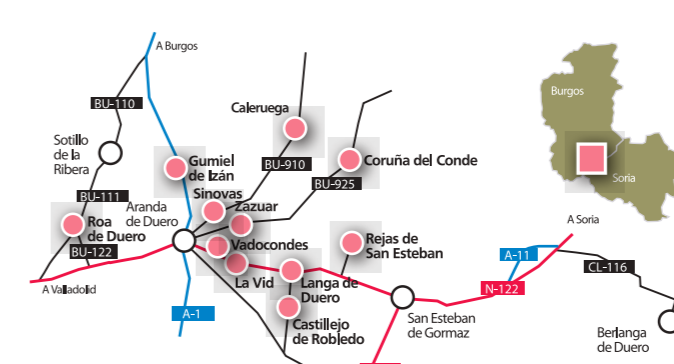 A Burgos
BU-110
Caleruega
Burgos
Sotillo
de la
Ribera
Gumiel
de Izán
BU-910
Coruña del Conde
BU-925
Soria
BU-111
Sinovas
Aranda
de Duero
Zazuar
Roa
de Duero
BU-122
Vadocondes
Rejas de
San Esteban
A Soria
A-11
CL-116
A Valladolid
La Vid
Langa de
Duero
N-122
A-1
Castillejo
de Robledo
San Esteban
de Gormaz
Berlanga
de Duero